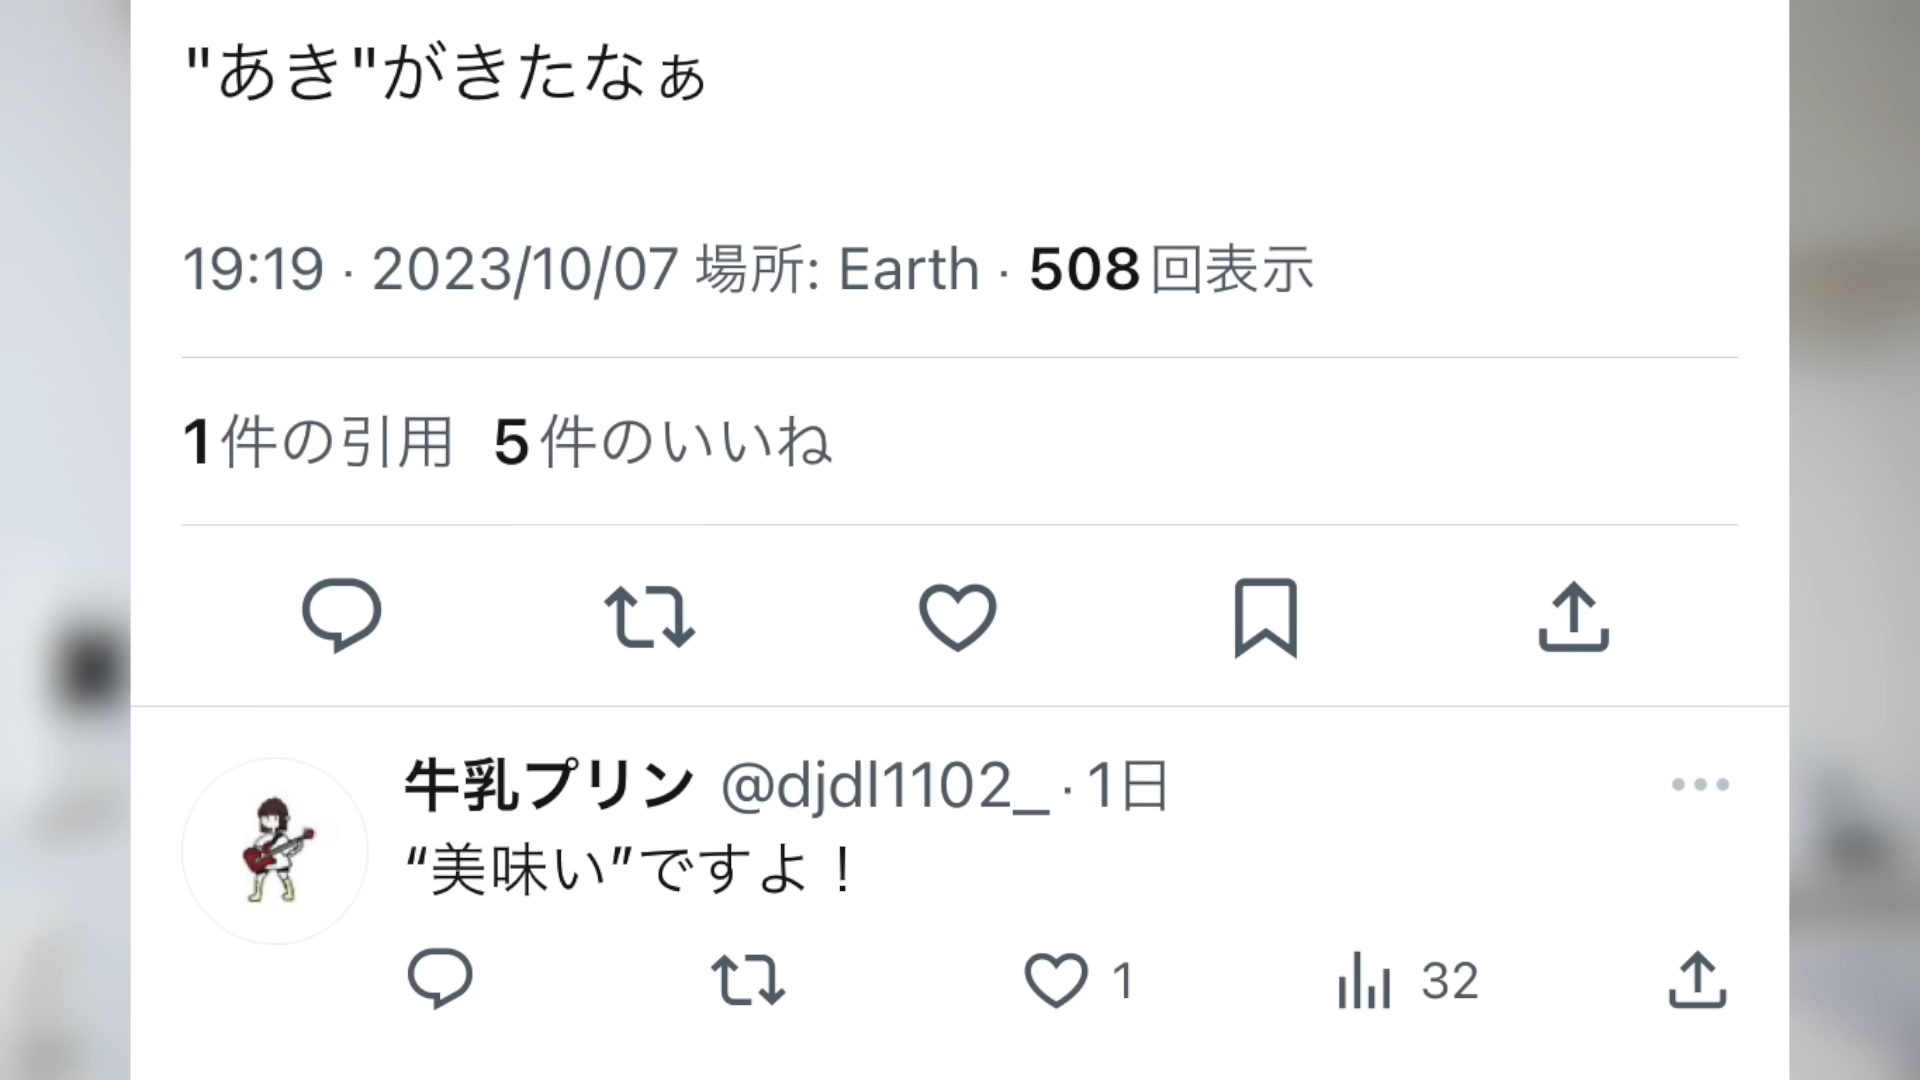 "あき"がきたなぁ
19:19 · 2023/10/07 場所: Earth · 508 回表示
1 件の引用 5 件のいいね
牛乳プリン @djdl1102_ · 1日
“美味い”ですよ！
1 32